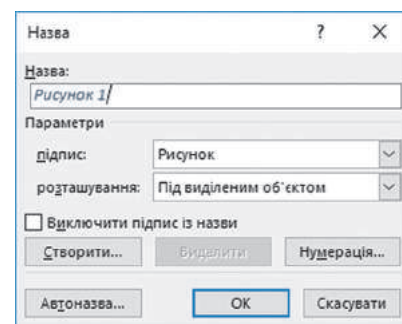 Назва ? X
Назва:
Рисунок 1
Параметри
підпис: Рисунок
розташування: Під виділеним об`єктом
Виключити підпис із назви
Створити... Видалити Нумерація...
Автоназва... ОК Скасувати